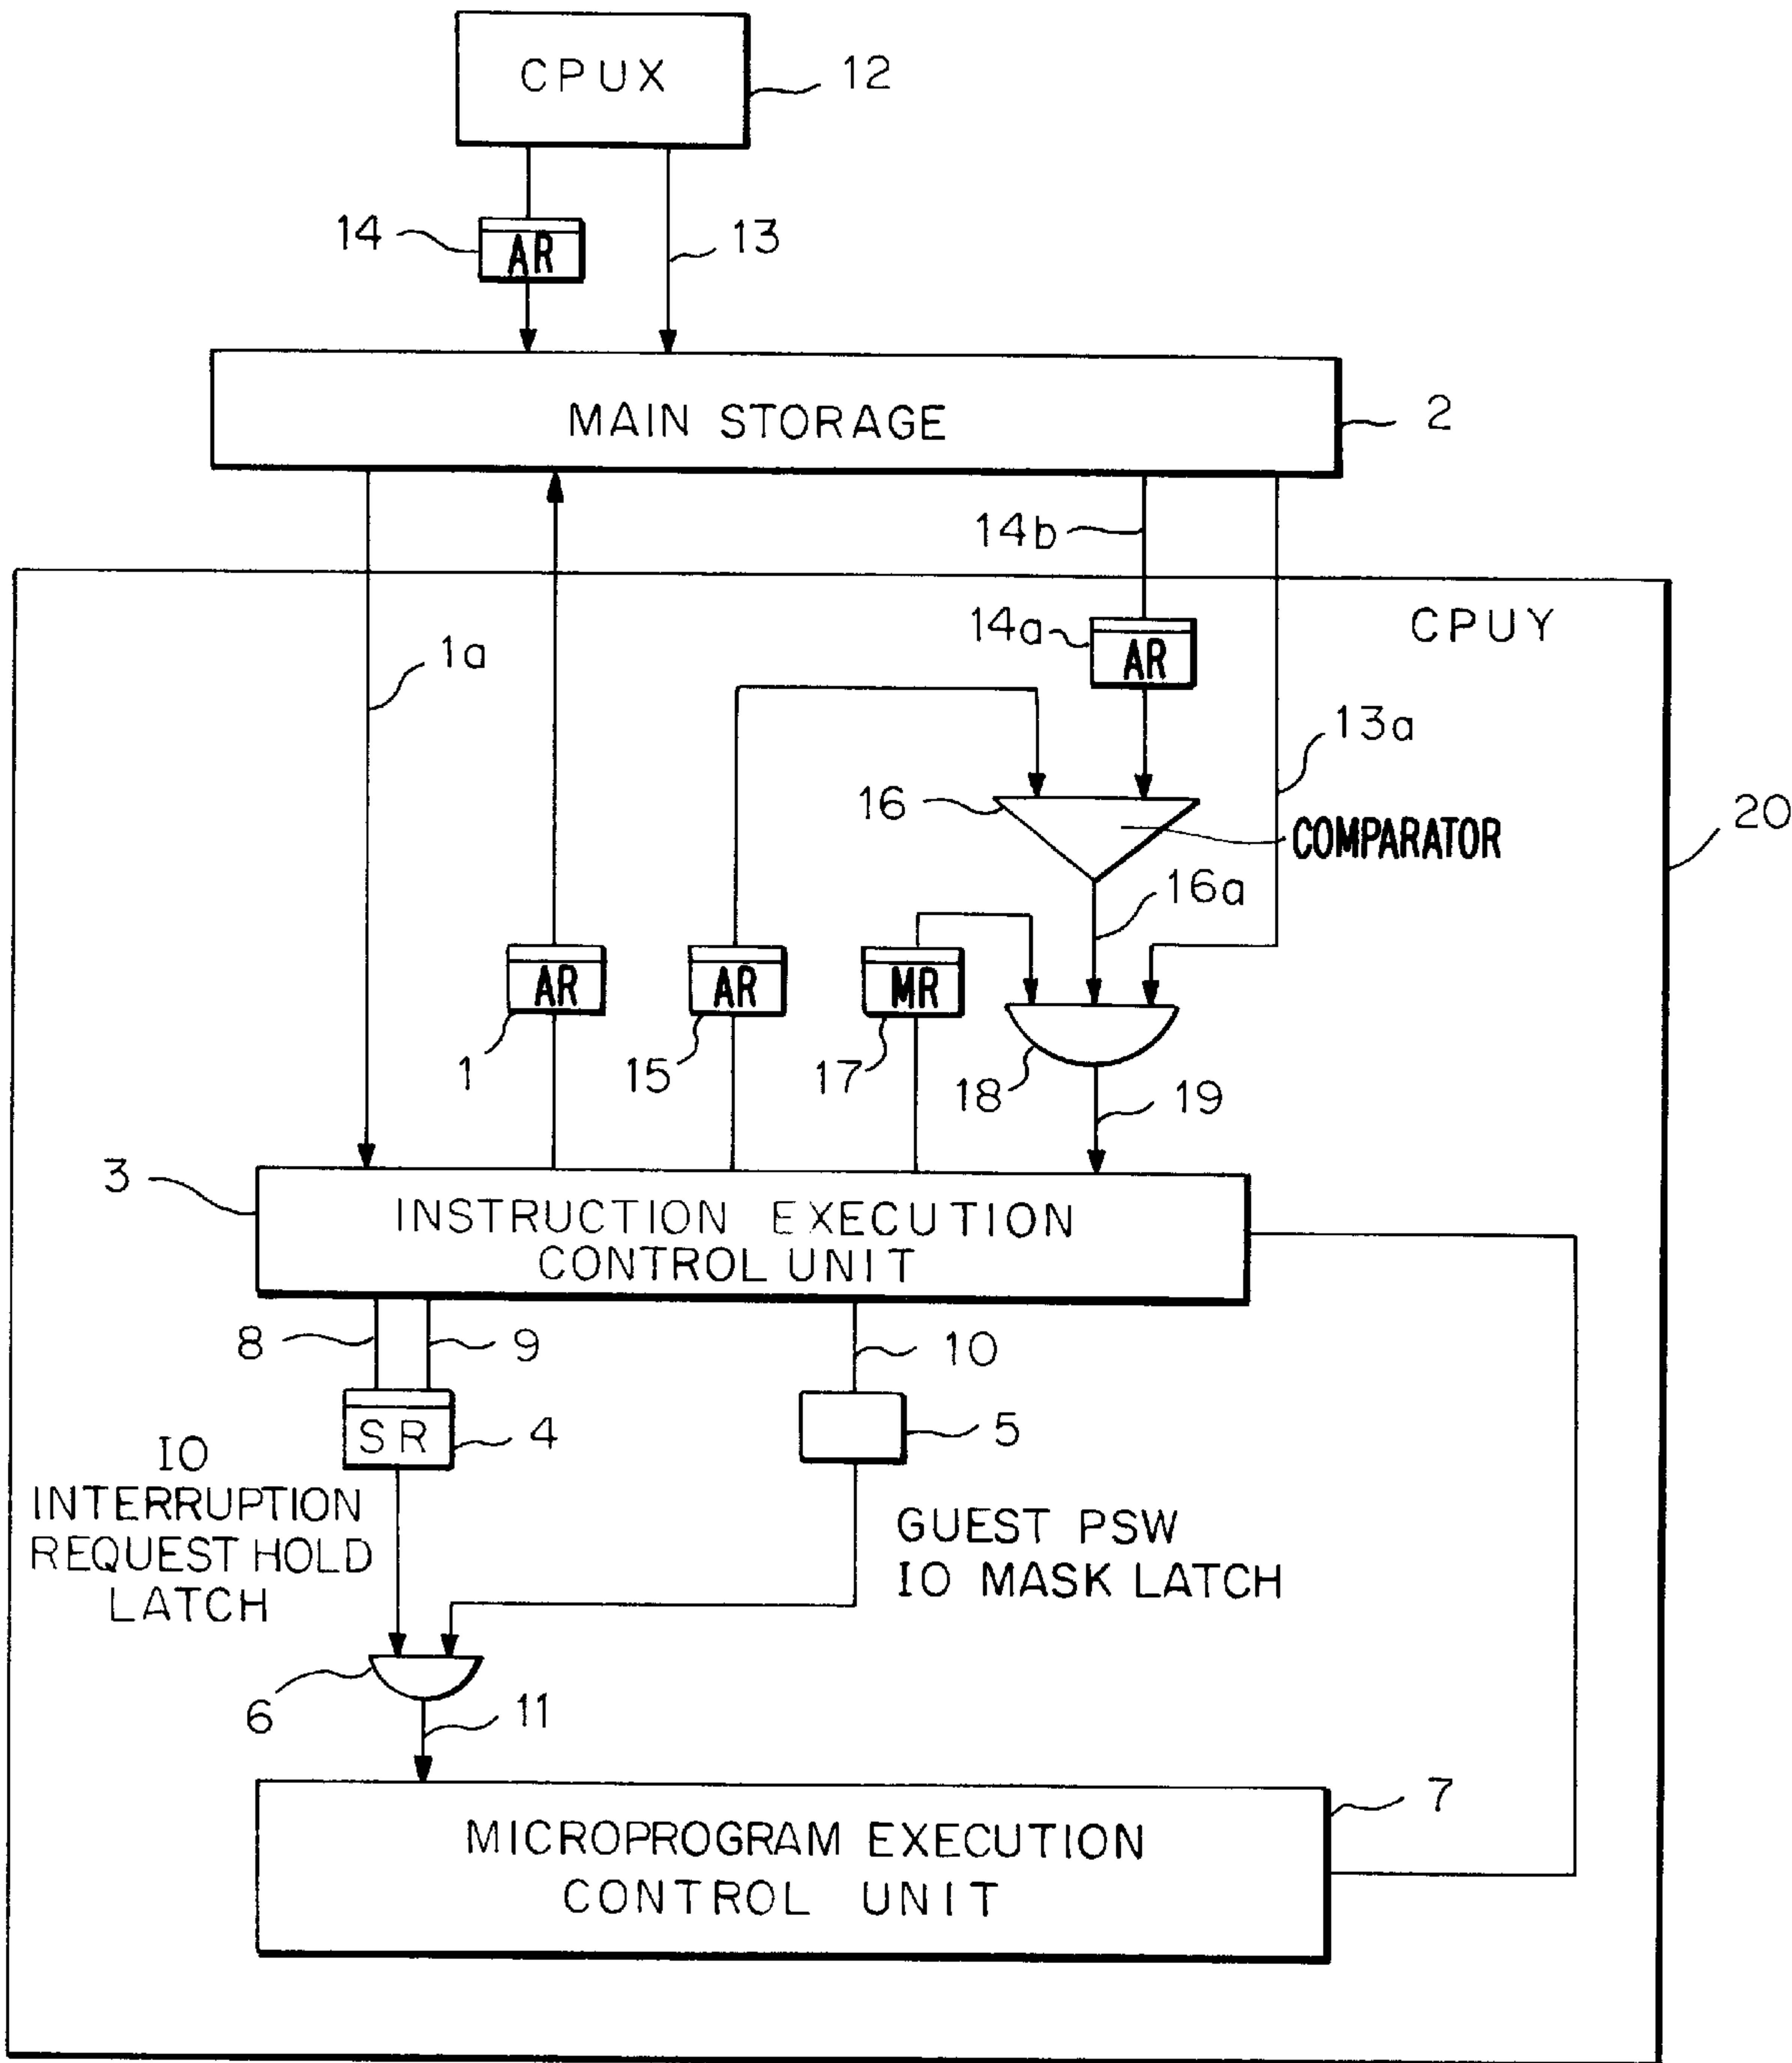 CPUX
12
14
AR
13
MAIN STORAGE
2
14b
CPUY
14a
AR
1a
13a
16
COMPARATOR
20
16a
AR
AR
MR
1
15
17
18
19
3
INSTRUCTION EXECUTION
CONTROL UNIT
8
9
10
SR
4
5
IO
INTERRUPTION
REQUEST HOLD
LATCH
GUEST PSW
IO MASK LATCH
6
11
7
MICROPROGRAM EXECUTION
CONTROL UNIT